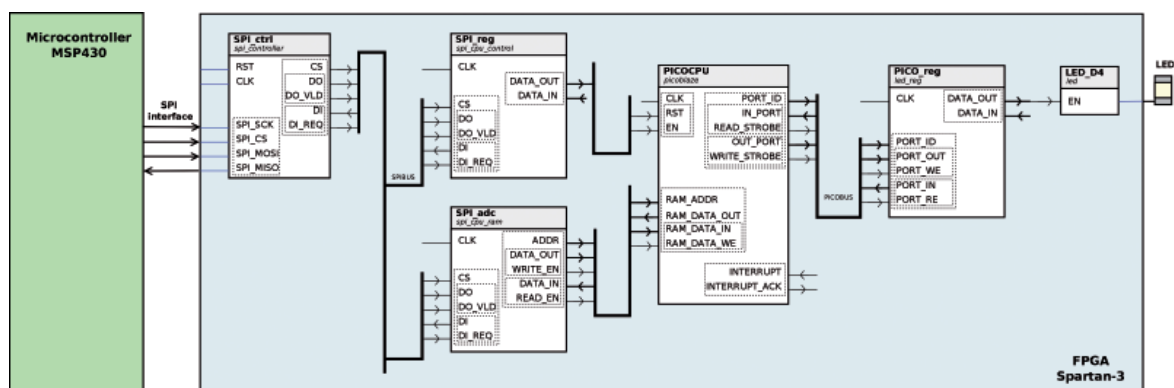 Microcontroller
MSP430
SPI
interface
SPI_ctrl
spi_controller
RST
CLK
SPI_SCK
SPI_CS
SPI_MOSI
SPI_MISO
CS
DO
DO_VLD
DI
DI_REQ
SPIBUS
SPI_reg
spi_cpu_control
CLK
CS
DO
DO_VLD
DI
DI_REQ
DATA_OUT
DATA_IN
SPI_adc
spi_cpu_ram
CLK
CS
DO
DO_VLD
DI
DI_REQ
ADDR
DATA_OUT
WRITE_EN
DATA_IN
READ_EN
PICOCPU
picoblaze
CLK
RST
EN
RAM_ADDR
RAM_DATA_OUT
RAM_DATA_IN
RAM_DATA_WE
PORT_ID
IN_PORT
READ_STROBE
OUT_PORT
WRITE_STROBE
INTERRUPT
INTERRUPT_ACK
PICOBUS
PICO_reg
led_reg
CLK
PORT_ID
PORT_OUT
PORT_WE
PORT_IN
PORT_RE
DATA_OUT
DATA_IN
LED_D4
led
EN
LED
FPGA
Spartan-3